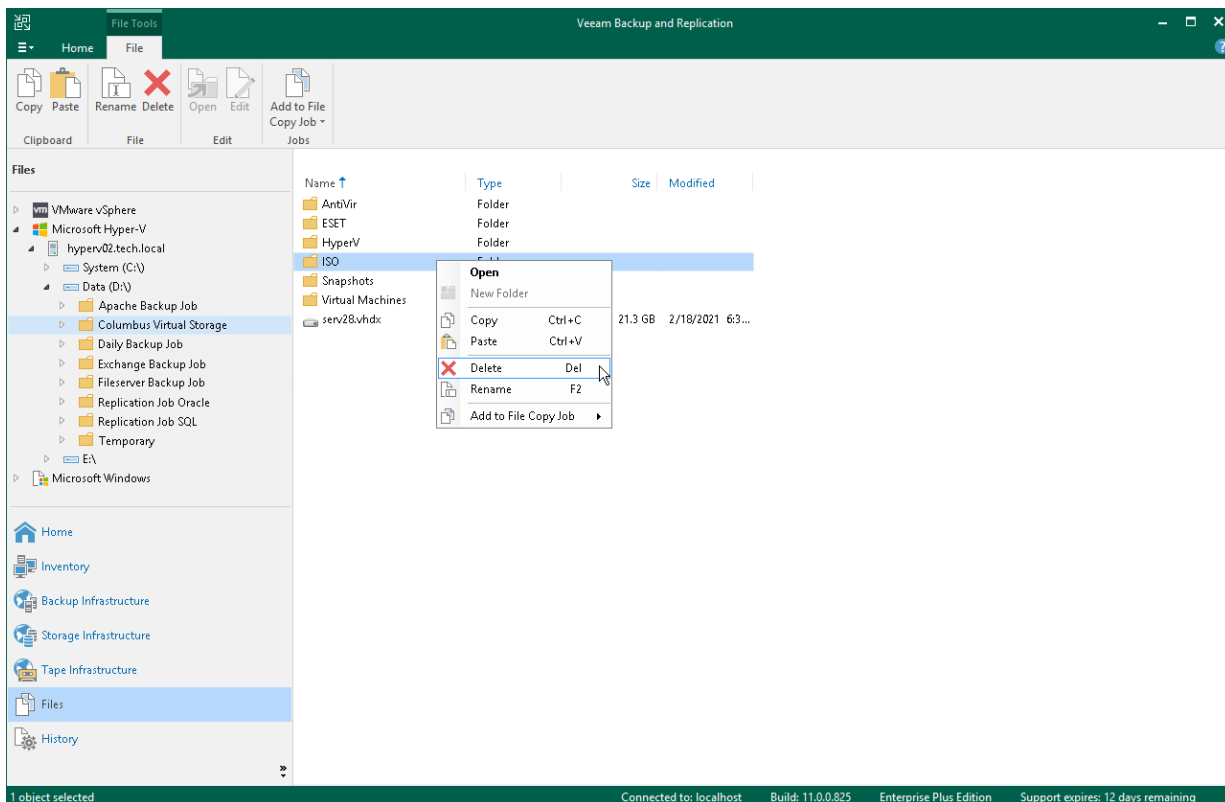 File Tools
Veeam Backup and Replication
Home
File
Copy
Paste
Rename
Delete
Open
Edit
Add to File
Copy Job
Clipboard
File
Edit
Jobs
Files
VMware vSphere
Microsoft Hyper-V
hyperv02.tech.local
System (C:\)
Data (D:\)
Apache Backup Job
Columbus Virtual Storage
Daily Backup Job
Exchange Backup Job
Fileserver Backup Job
Replication Job Oracle
Replication Job SQL
Temporary
E:\
Microsoft Windows
Home
Inventory
Backup Infrastructure
Storage Infrastructure
Tape Infrastructure
Files
History
Name Type Size Modified
AntiVir Folder
ESET Folder
HyperV Folder
ISO
Snapshots
Virtual Machines
serv28.vhdx 21.3 GB 2/18/2021 6:3...
Open
New Folder
Copy Ctrl+C
Paste Ctrl+V
Delete Del
Rename F2
Add to File Copy Job
1 object selected
Connected to: localhost
Build: 11.0.0.825
Enterprise Plus Edition
Support expires: 12 days remaining